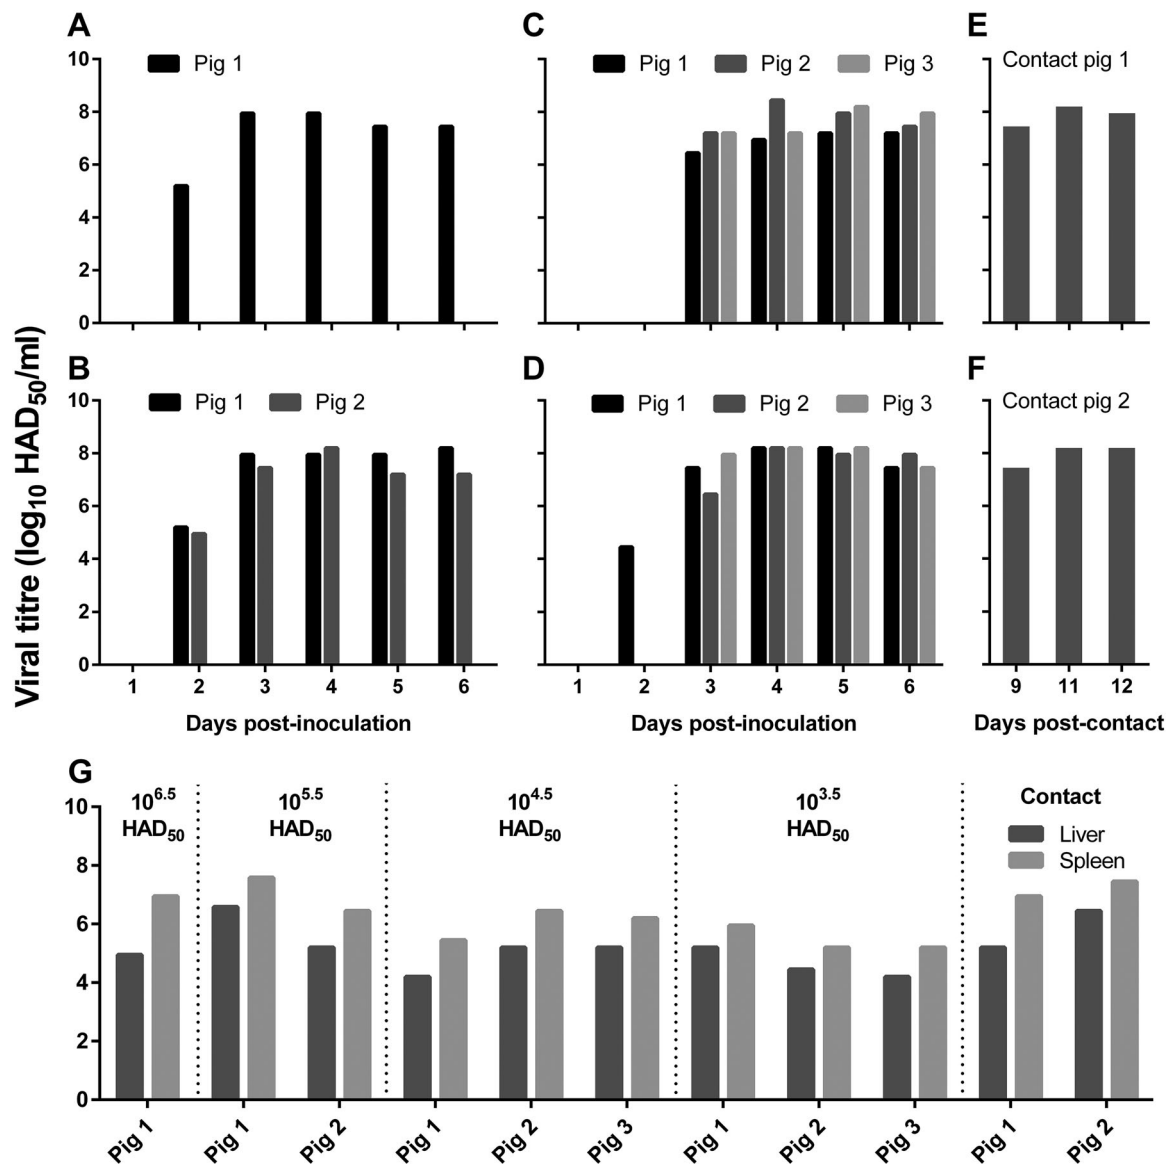 A
C
E
Pig 1
Pig 1 Pig 2 Pig 3
Contact pig 1
10
8
6
4
2
0
B
D
F
Pig 1 Pig 2
Pig 1 Pig 2 Pig 3
Contact pig 2
10
8
6
4
2
0
1 2 3 4 5 6
1 2 3 4 5 6
9 11 12
Days post-inoculation
Days post-inoculation
Days post-contact
Viral titre (log10 HAD50/ml)
G
10
8
6
4
2
0
10^6.5
HAD50
10^5.5
HAD50
10^4.5
HAD50
10^3.5
HAD50
Contact
Liver
Spleen
Pig 1 Pig 1 Pig 2 Pig 1 Pig 2 Pig 3 Pig 1 Pig 2 Pig 3 Pig 1 Pig 2